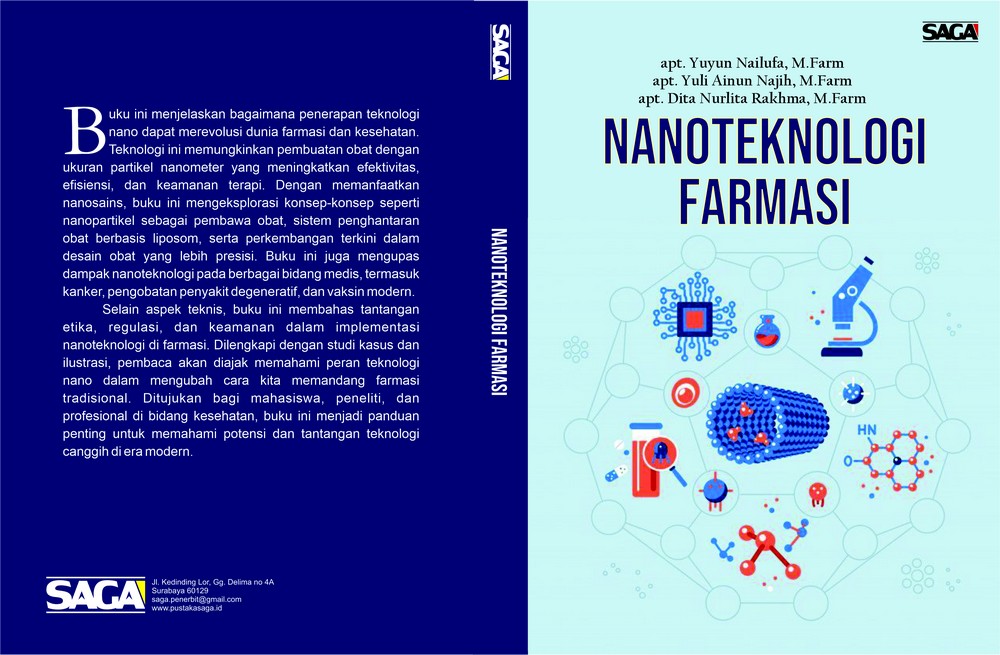 Buku ini menjelaskan bagaimana penerapan teknologi
nano dapat merevolusi dunia farmasi dan kesehatan.
Teknologi ini memungkinkan pembuatan obat dengan
ukuran partikel nanometer yang meningkatkan efektivitas,
efisiensi, dan keamanan terapi. Dengan memanfaatkan
nanosains, buku ini mengeksplorasi konsep-konsep seperti
nanopartikel sebagai pembawa obat, sistem penghantaran
obat berbasis liposom, serta perkembangan terkini dalam
desain obat yang lebih presisi. Buku ini juga mengupas
dampak nanoteknologi pada berbagai bidang medis, termasuk
kanker, pengobatan penyakit degeneratif, dan vaksin modern.
Selain aspek teknis, buku ini membahas tantangan
etika, regulasi, dan keamanan dalam implementasi
nanoteknologi di farmasi. Dilengkapi dengan studi kasus dan
ilustrasi, pembaca akan diajak memahami peran teknologi
nano dalam mengubah cara kita memandang farmasi
tradisional. Ditujukan bagi mahasiswa, peneliti, dan
profesional di bidang kesehatan, buku ini menjadi panduan
penting untuk memahami potensi dan tantangan teknologi
canggih di era modern.
SAGA
Jl. Kedinding Lor, Gg. Delima no 4A
Surabaya 60129
saga.penerbit@gmail.com
www.pustakasaga.id
SAGA
NANOTEKNOLOGI FARMASI
SAGA
apt. Yuyun Nailufa, M.Farm
apt. Yuli Ainun Najih, M.Farm
apt. Dita Nurlita Rakhma, M.Farm
NANOTEKNOLOGI
FARMASI
HN
O